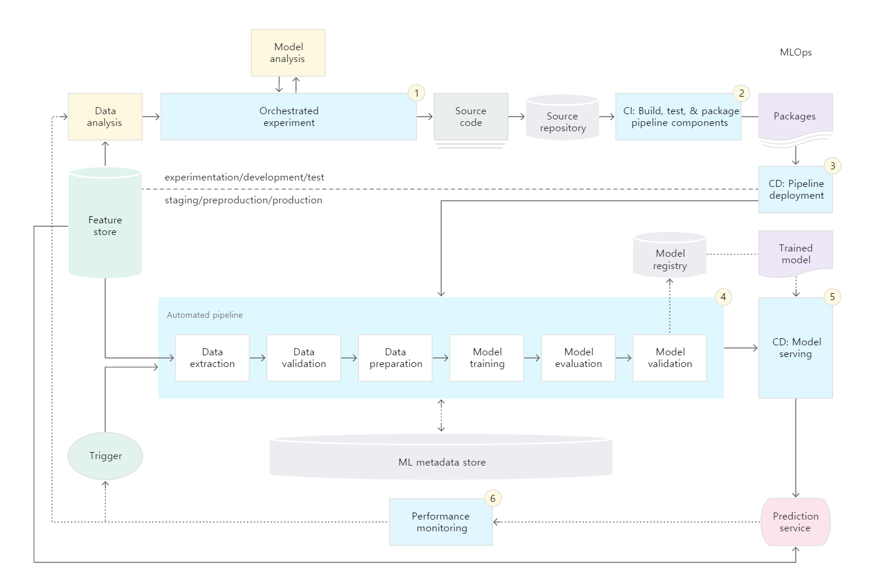 Model
analysis
MLOps
1
2
Data
analysis
Orchestrated
experiment
Source
code
Source
repository
CI: Build, test, & package
pipeline components
Packages
3
experimentation/development/test
CD: Pipeline
deployment
staging/preproduction/production
Feature
store
Model
registry
Trained
model
4
5
Automated pipeline
Data
extraction
Data
validation
Data
preparation
Model
training
Model
evaluation
Model
validation
CD: Model
serving
Trigger
ML metadata store
6
Performance
monitoring
Prediction
service